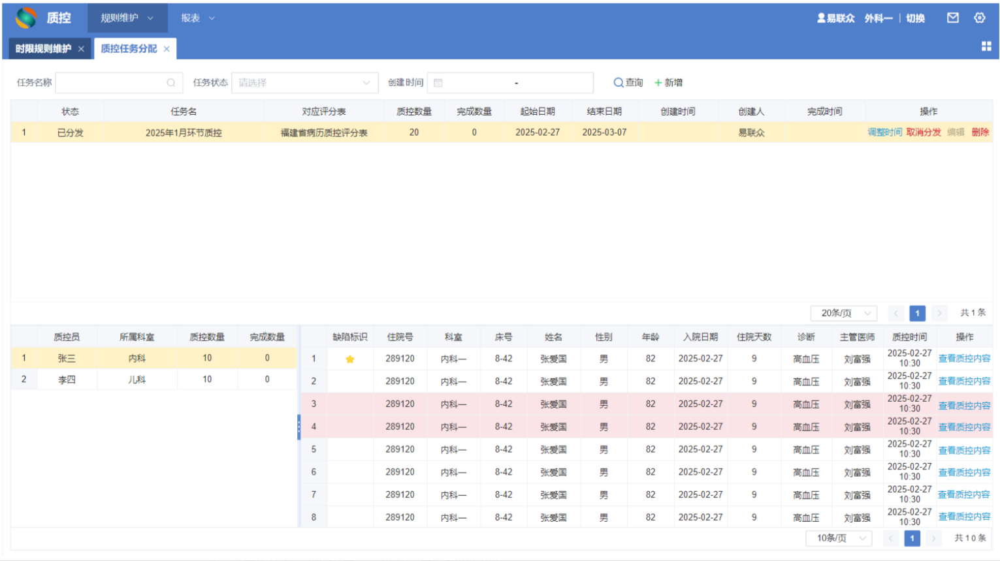 质控 规则维护 报表 易联众 外科一 | 切换
时限规则维护 × 质控任务分配 ×
任务名称 任务状态 请选择 创建时间 - 查询 + 新增
状态 任务名 对应评分表 质控数量 完成数量 起始日期 结束日期 创建时间 创建人 完成时间 操作
1 已分发 2025年1月环节质控 福建省病历质控评分表 20 0 2025-02-27 2025-03-07 易联众 调整时间 取消分发 编辑 删除
20条/页 < 1 > 共 1 条
质控员 所属科室 质控数量 完成数量
1 张三 内科 10 0
2 李四 儿科 10 0
缺陷标识 住院号 科室 床号 姓名 性别 年龄 入院日期 住院天数 诊断 主管医师 质控时间 操作
1 289120 内科一 8-42 张爱国 男 82 2025-02-27 9 高血压 刘富强 2025-02-27 10:30 查看质控内容
2 289120 内科一 8-42 张爱国 男 82 2025-02-27 9 高血压 刘富强 2025-02-27 10:30 查看质控内容
3 289120 内科一 8-42 张爱国 男 82 2025-02-27 9 高血压 刘富强 2025-02-27 10:30 查看质控内容
4 289120 内科一 8-42 张爱国 男 82 2025-02-27 9 高血压 刘富强 2025-02-27 10:30 查看质控内容
5 289120 内科一 8-42 张爱国 男 82 2025-02-27 9 高血压 刘富强 2025-02-27 10:30 查看质控内容
6 289120 内科一 8-42 张爱国 男 82 2025-02-27 9 高血压 刘富强 2025-02-27 10:30 查看质控内容
7 289120 内科一 8-42 张爱国 男 82 2025-02-27 9 高血压 刘富强 2025-02-27 10:30 查看质控内容
8 289120 内科一 8-42 张爱国 男 82 2025-02-27 9 高血压 刘富强 2025-02-27 10:30 查看质控内容
10条/页 < 1 > 共 1 0 条